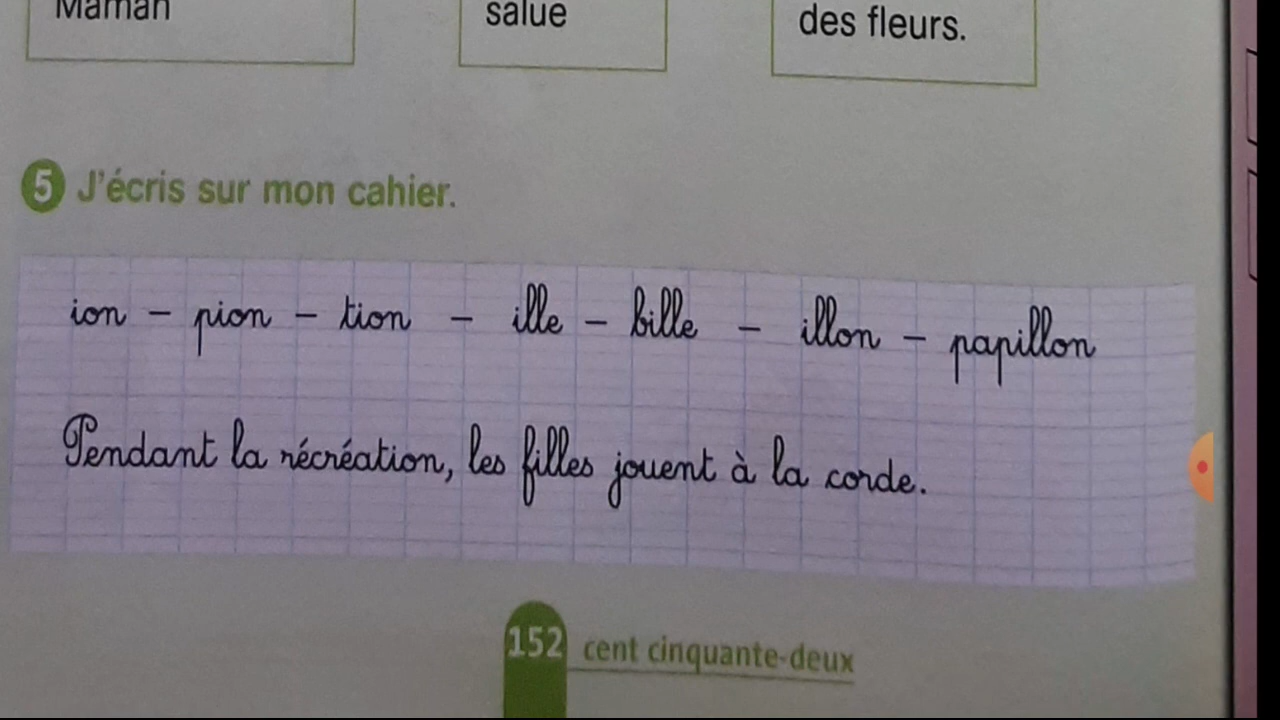 Maman salue des fleurs.
5 J'écris sur mon cahier.
ion - pion - tion - ille - bille - illon - papillon
Pendant la récréation, les filles jouent à la corde.
152 cent cinquante-deux